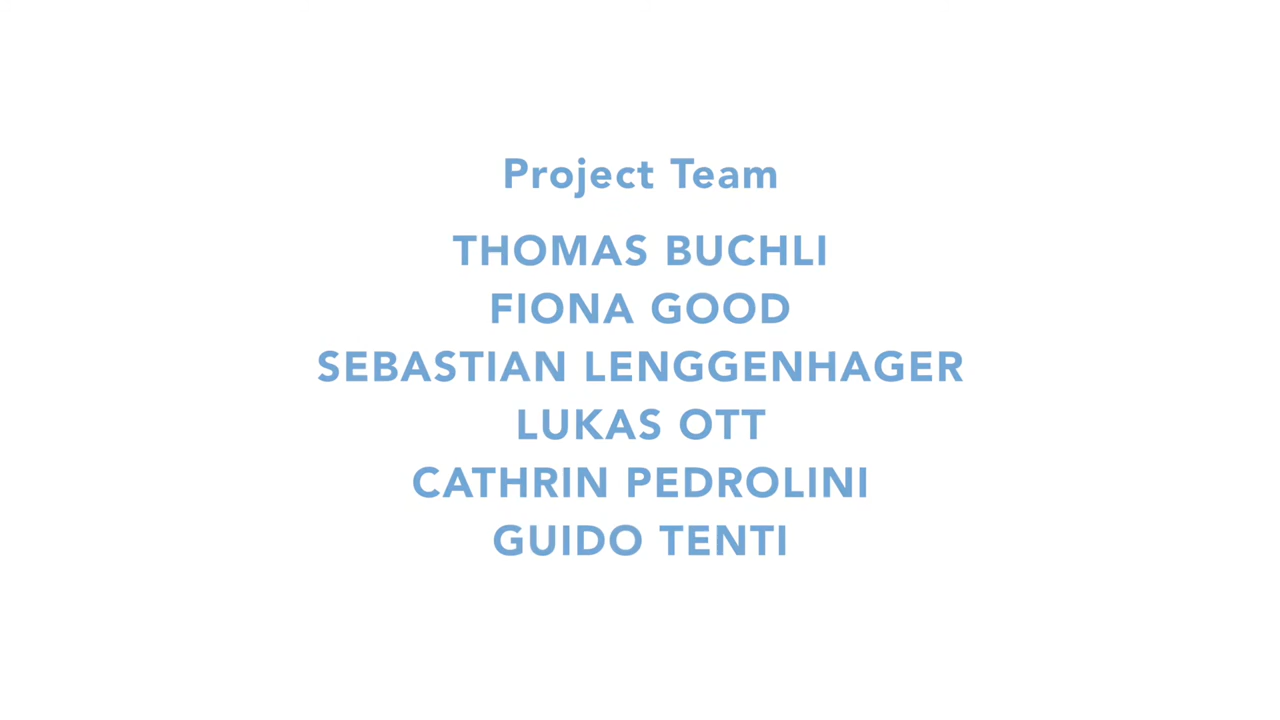 Project Team
THOMAS BUCHLI
FIONA GOOD
SEBASTIAN LENGGENHAGER
LUKAS OTT
CATHRIN PEDROLINI
GUIDO TENTI